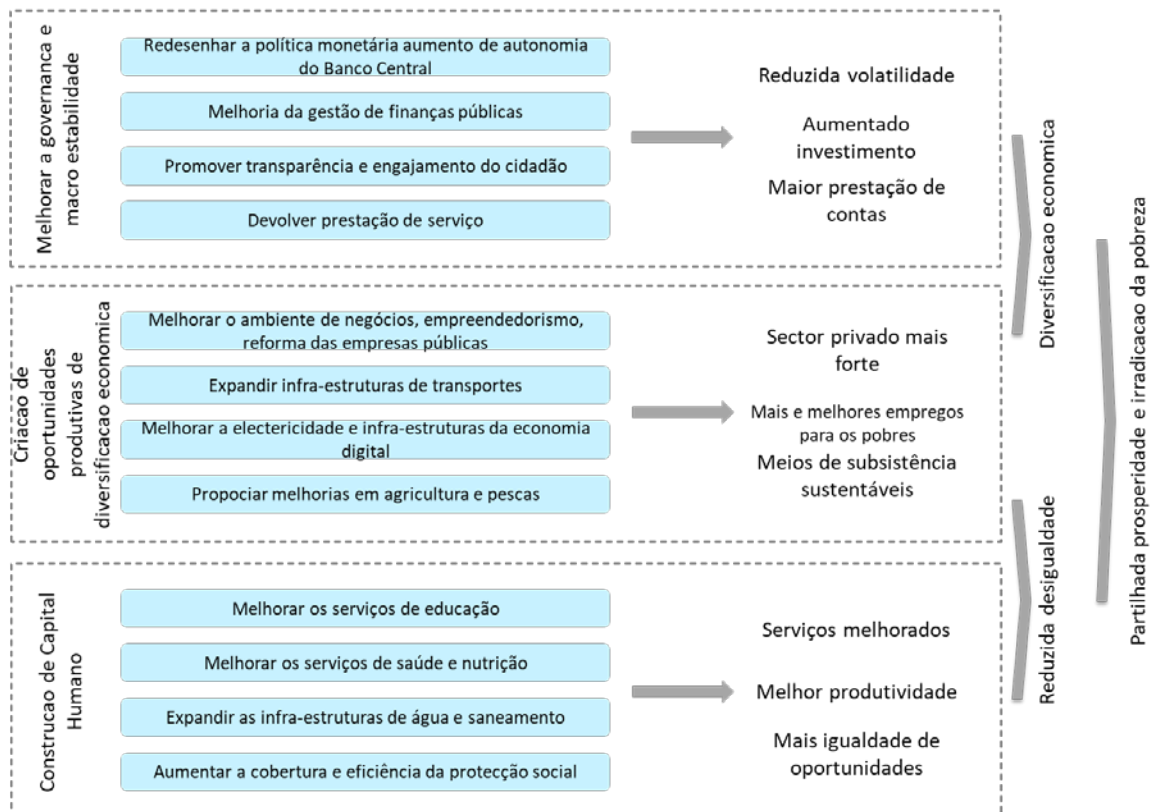 Melhorar a governanca e
macro estabilidade
Redesenhar a política monetária aumento de autonomia
do Banco Central
Melhoria da gestão de finanças públicas
Promover transparência e engajamento do cidadão
Devolver prestação de serviço
Reduzida volatilidade
Aumentado
investimento
Maior prestação de
contas
Criacao de
oportunidades
produtivas de
diversificacao economica
Melhorar o ambiente de negócios, empreendedorismo,
reforma das empresas públicas
Expandir infra-estruturas de transportes
Melhorar a electericidade e infra-estruturas da economia
digital
Propociar melhorias em agricultura e pescas
Sector privado mais
forte
Mais e melhores empregos
para os pobres
Meios de subsistência
sustentáveis
Construcao de Capital
Humano
Melhorar os serviços de educação
Melhorar os serviços de saúde e nutrição
Expandir as infra-estruturas de água e saneamento
Aumentar a cobertura e eficiência da protecção social
Serviços melhorados
Melhor produtividade
Mais igualdade de
oportunidades
Diversificacao economica
Reduzida desigualdade
Partilhada prosperidade e irradicacao da pobreza